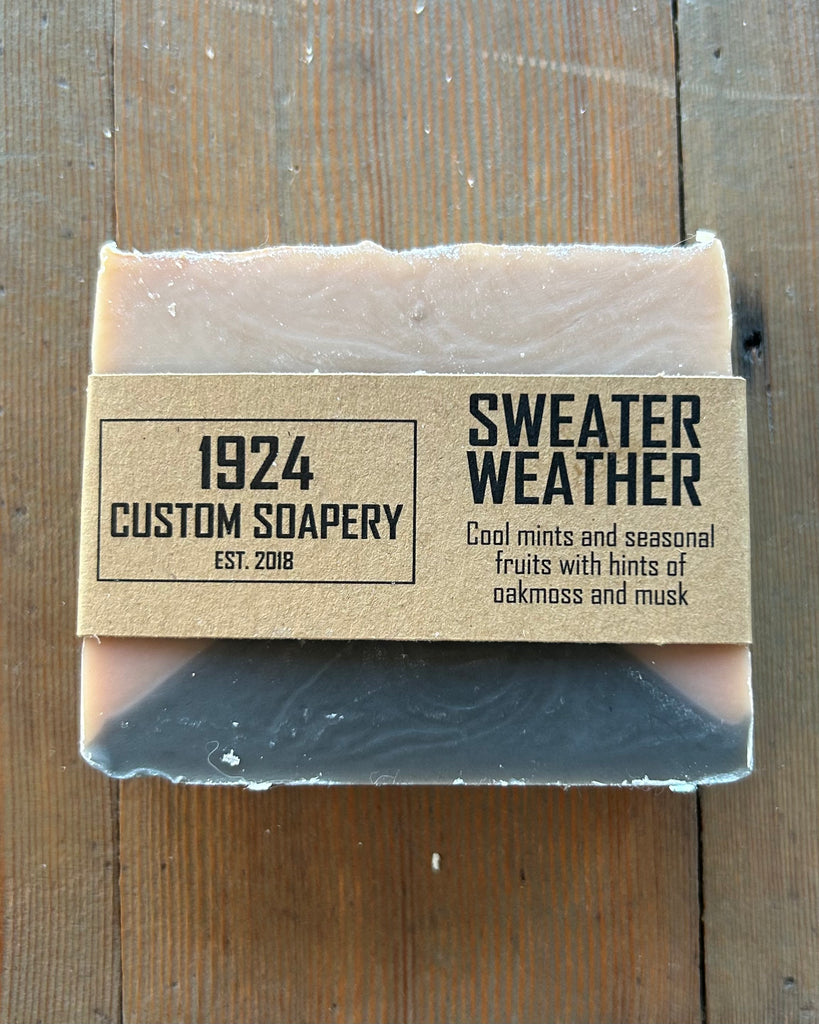 1924
CUSTOM SOAPERY
EST. 2018
SWEATER
WEATHER
Cool mints and seasonal
fruits with hints of
oakmoss and musk